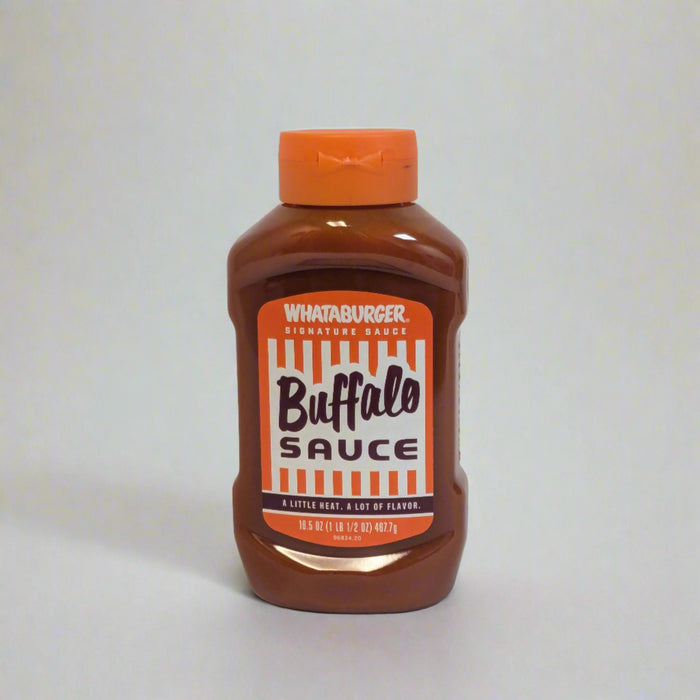 WHATABURGER®
SIGNATURE SAUCE
Buffalo
SAUCE
A LITTLE HEAT. A LOT OF FLAVOR.
16.5 OZ (1 LB 1/2 OZ) 467.7g